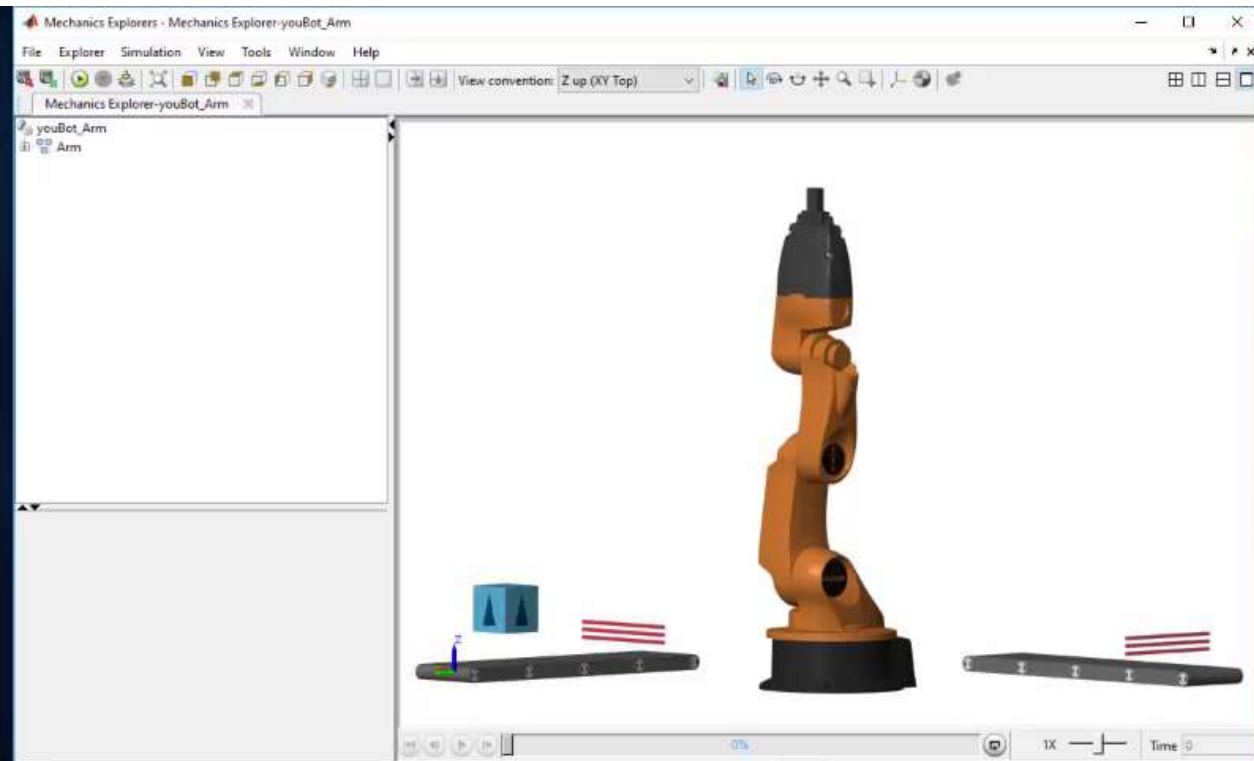 Mechanics Explorers - Mechanics Explorer-youBot_Arm
File Explorer Simulation View Tools Window Help
View convention: Z up (XY Top)
Mechanics Explorer-youBot_Arm
youBot_Arm
Arm
Z
0%
1X
Time 0